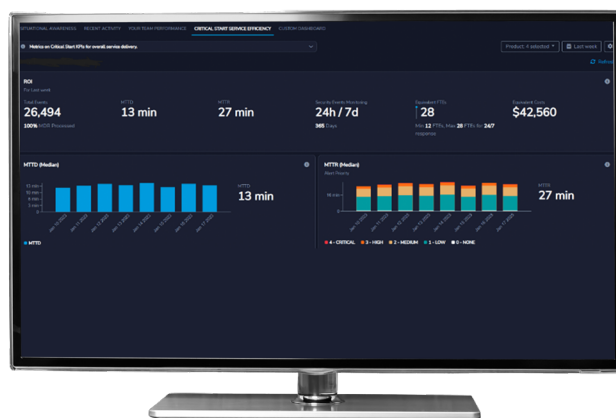 SITUATIONAL AWARENESS RECENT ACTIVITY YOUR TEAM PERFORMANCE CRITICAL START SERVICE EFFICIENCY CUSTOM DASHBOARD
Metrics on Critical Start KPIs for overall service delivery.
Product: 4 selected
Last week
Refresh
ROI
For Last week
Total Events
26,494
100% MDR Processed
MTTD
13 min
MTTR
27 min
Security Events Monitoring
24h / 7d
365 Days
Equivalent FTEs
28
Min 12 FTEs, Max 28 FTEs for 24/7
response
Equivalent Costs
$42,560
MTTD (Median)
MTTD
13 min
MTTD
MTTR (Median)
Alert Priority
MTTR
27 min
4 - CRITICAL 3 - HIGH 2 - MEDIUM 1 - LOW 0 - NONE